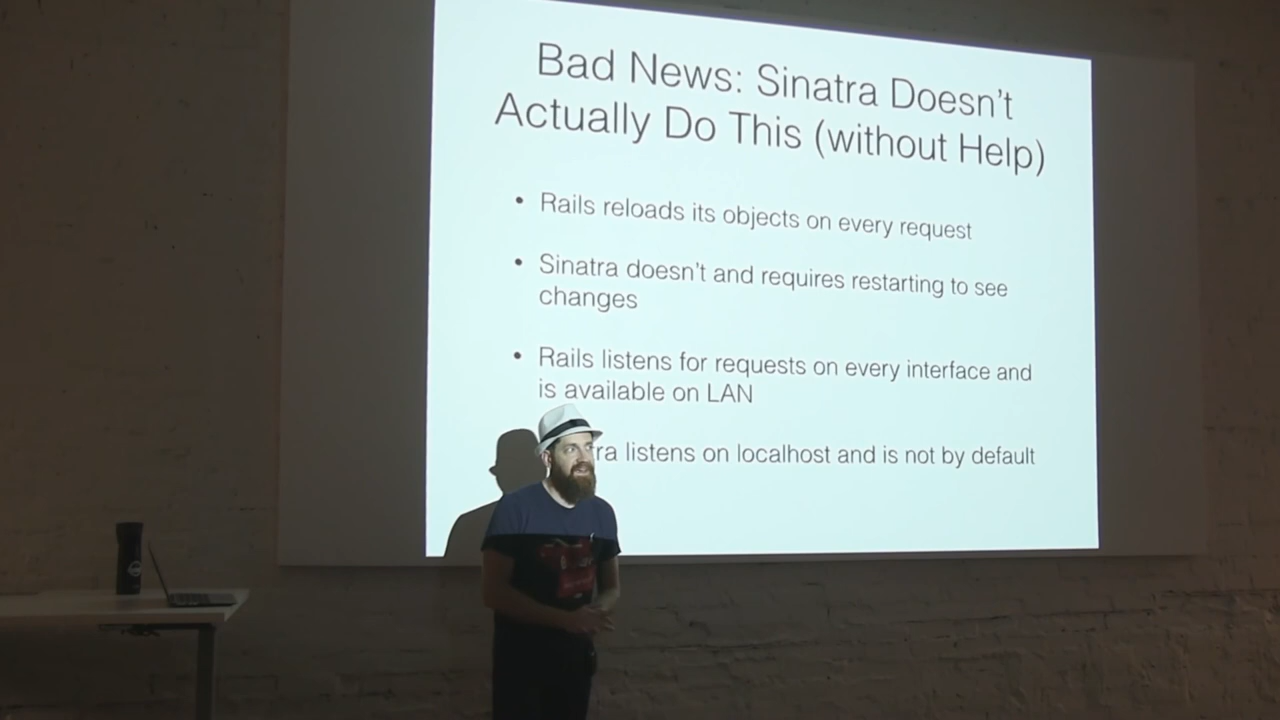 Bad News: Sinatra Doesn't
Actually Do This (without Help)
• Rails reloads its objects on every request
• Sinatra doesn't and requires restarting to see
changes
• Rails listens for requests on every interface and
is available on LAN
ra listens on localhost and is not by default